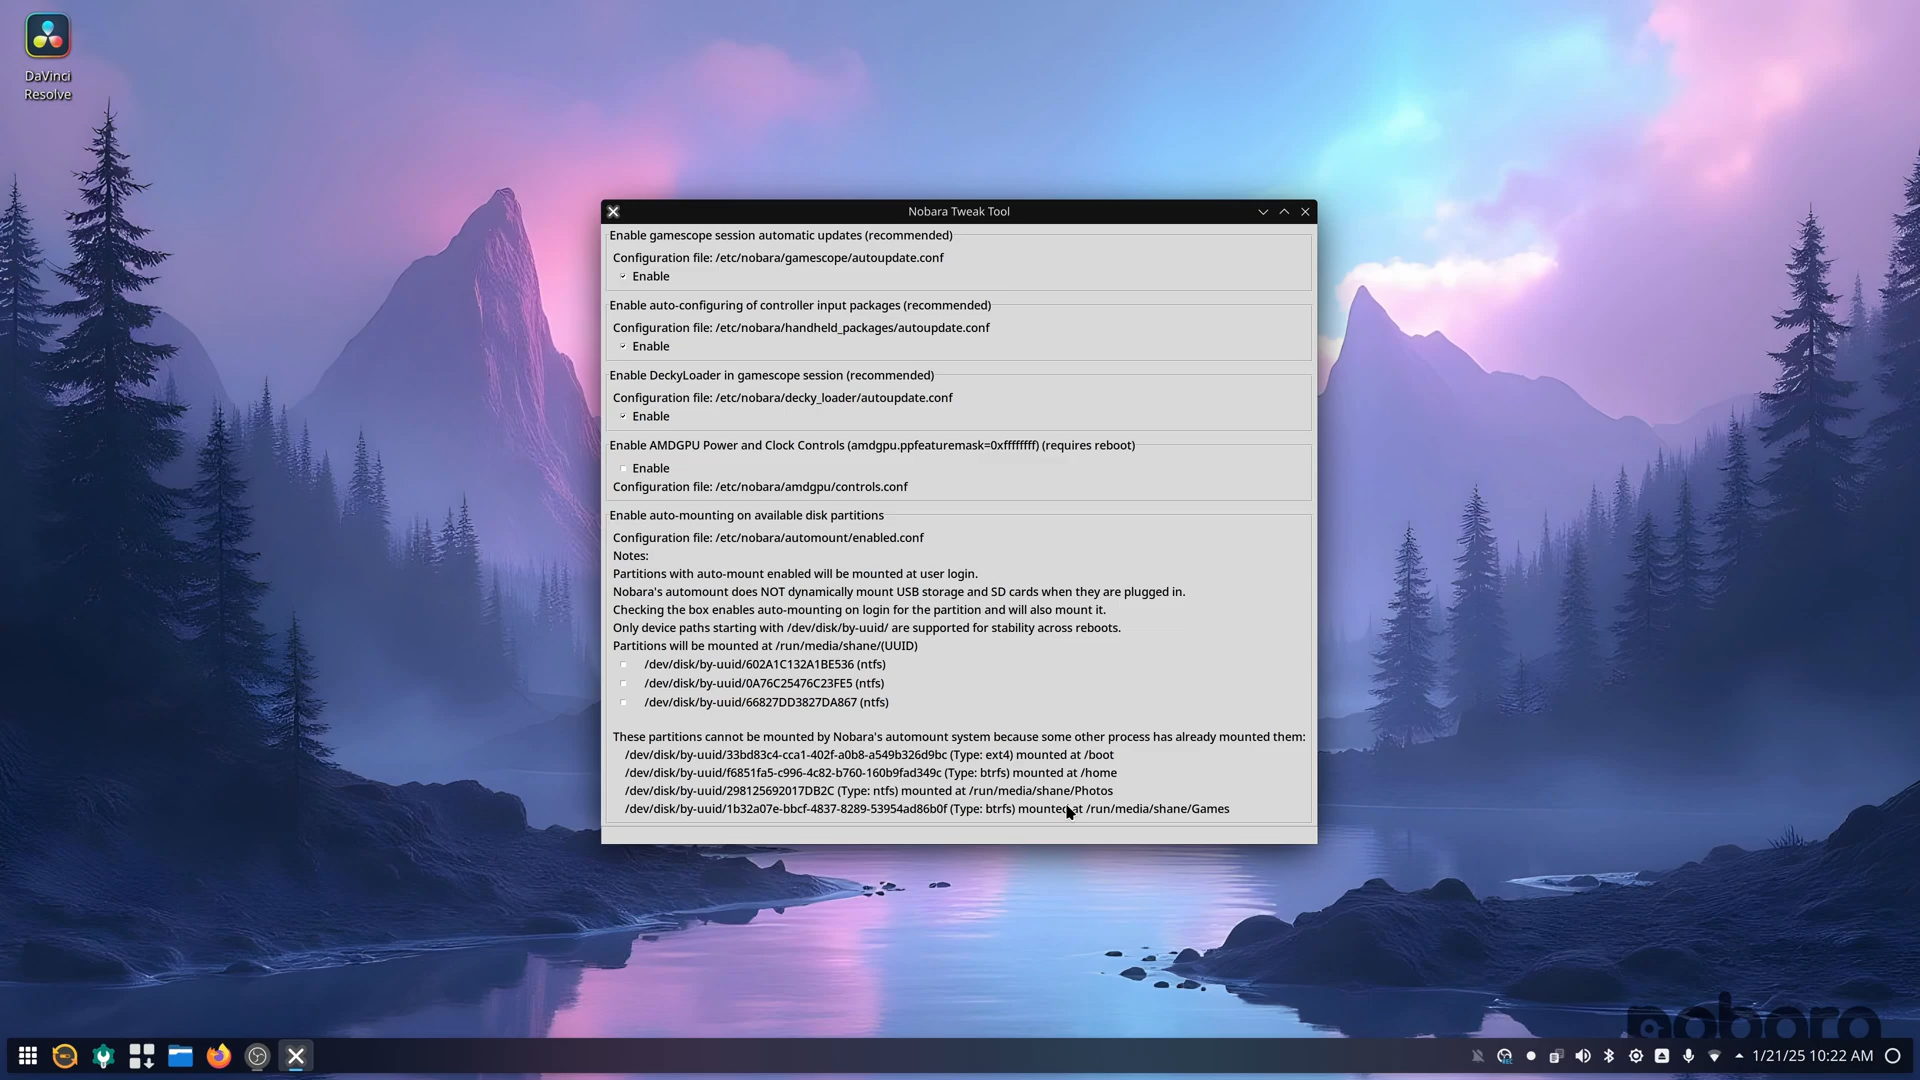 DaVinci
Resolve
Nobara Tweak Tool
Enable gamescope session automatic updates (recommended)
Configuration file: /etc/nobara/gamescope/autoupdate.conf
Enable
Enable auto-configuring of controller input packages (recommended)
Configuration file: /etc/nobara/handheld_packages/autoupdate.conf
Enable
Enable DeckyLoader in gamescope session (recommended)
Configuration file: /etc/nobara/decky_loader/autoupdate.conf
Enable
Enable AMDGPU Power and Clock Controls (amdgpu.ppfeaturemask=0xffffffff) (requires reboot)
Enable
Configuration file: /etc/nobara/amdgpu/controls.conf
Enable auto-mounting on available disk partitions
Configuration file: /etc/nobara/automount/enabled.conf
Notes:
Partitions with auto-mount enabled will be mounted at user login.
Nobara's automount does NOT dynamically mount USB storage and SD cards when they are plugged in.
Checking the box enables auto-mounting on login for the partition and will also mount it.
Only device paths starting with /dev/disk/by-uuid/ are supported for stability across reboots.
Partitions will be mounted at /run/media/shane/(UUID)
/dev/disk/by-uuid/602A1C132A1BE536 (ntfs)
/dev/disk/by-uuid/0A76C25476C23FE5 (ntfs)
/dev/disk/by-uuid/66827DD3827DA867 (ntfs)
These partitions cannot be mounted by Nobara's automount system because some other process has already mounted them:
/dev/disk/by-uuid/33bd83c4-cca1-402f-a0b8-a549b326d9bc (Type: ext4) mounted at /boot
/dev/disk/by-uuid/f6851fa5-c996-4c82-b760-160b9fad349c (Type: btrfs) mounted at /home
/dev/disk/by-uuid/298125692017DB2C (Type: ntfs) mounted at /run/media/shane/Photos
/dev/disk/by-uuid/1b32a07e-bbcf-4837-8289-53954ad86b0f (Type: btrfs) mounted at /run/media/shane/Games
nobara
1/21/25 10:22 AM